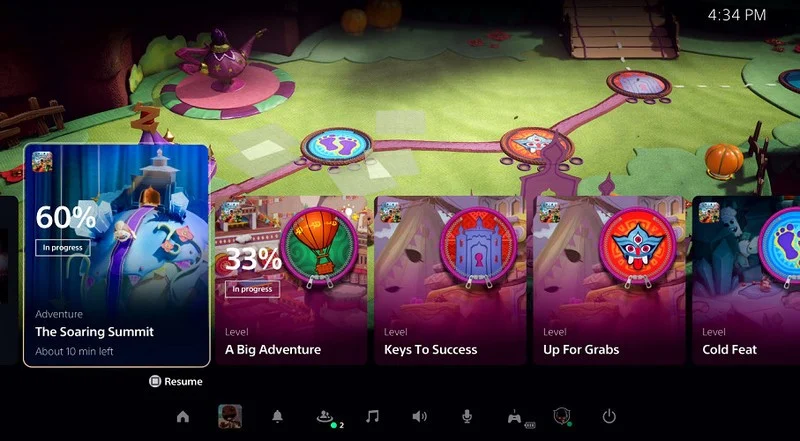 4:34 PM
60%
In progress
Adventure
The Soaring Summit
About 10 min left
33%
In progress
Level
A Big Adventure
Level
Keys To Success
Level
Up For Grabs
Level
Cold Feat
Resume
2